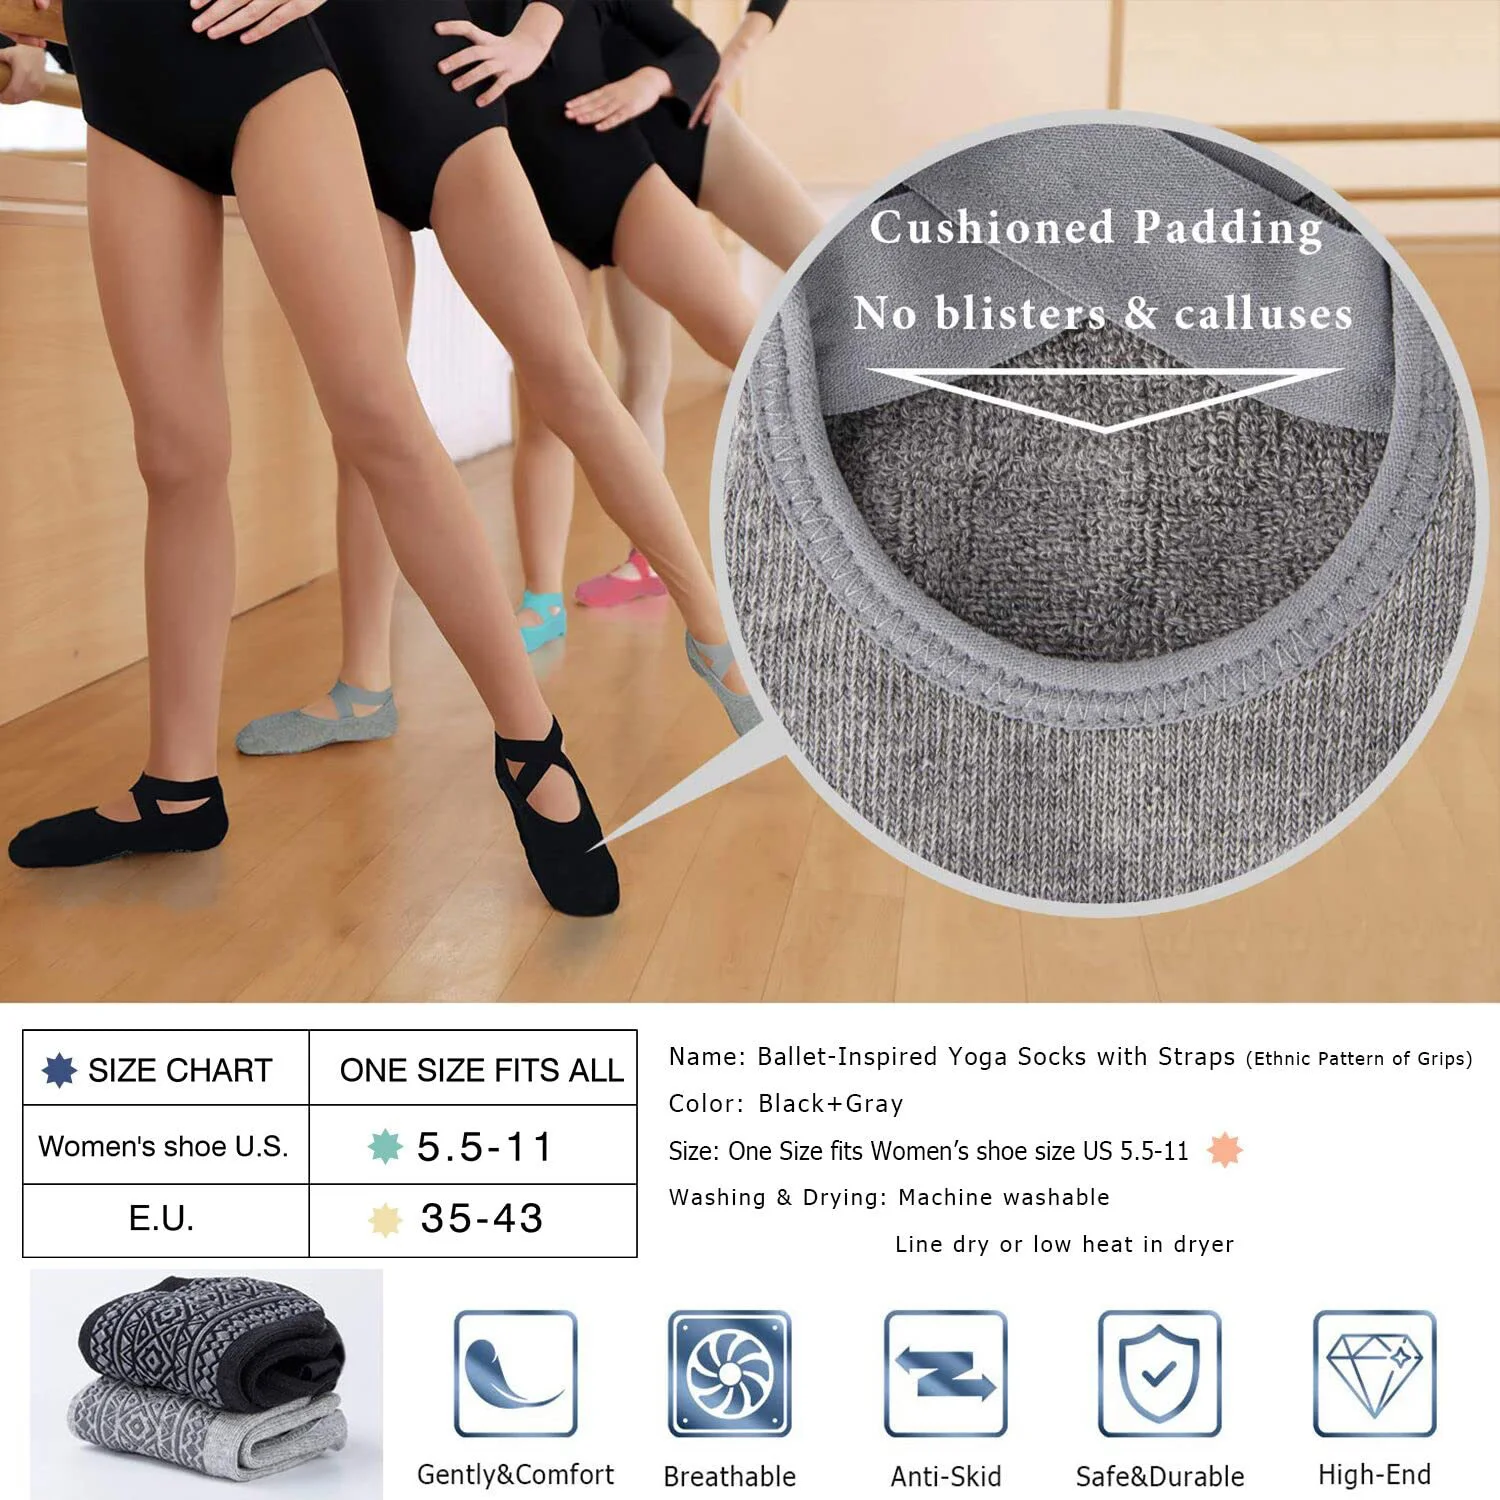 Cushioned Padding
No blisters & calluses
SIZE CHART ONE SIZE FITS ALL
Women's shoe U.S. 5.5-11
E.U. 35-43
Name: Ballet-Inspired Yoga Socks with Straps (Ethnic Pattern of Grips)
Color: Black+Gray
Size: One Size fits Women’s shoe size US 5.5-11
Washing & Drying: Machine washable
Line dry or low heat in dryer
Gently&Comfort Breathable Anti-Skid Safe&Durable High-End